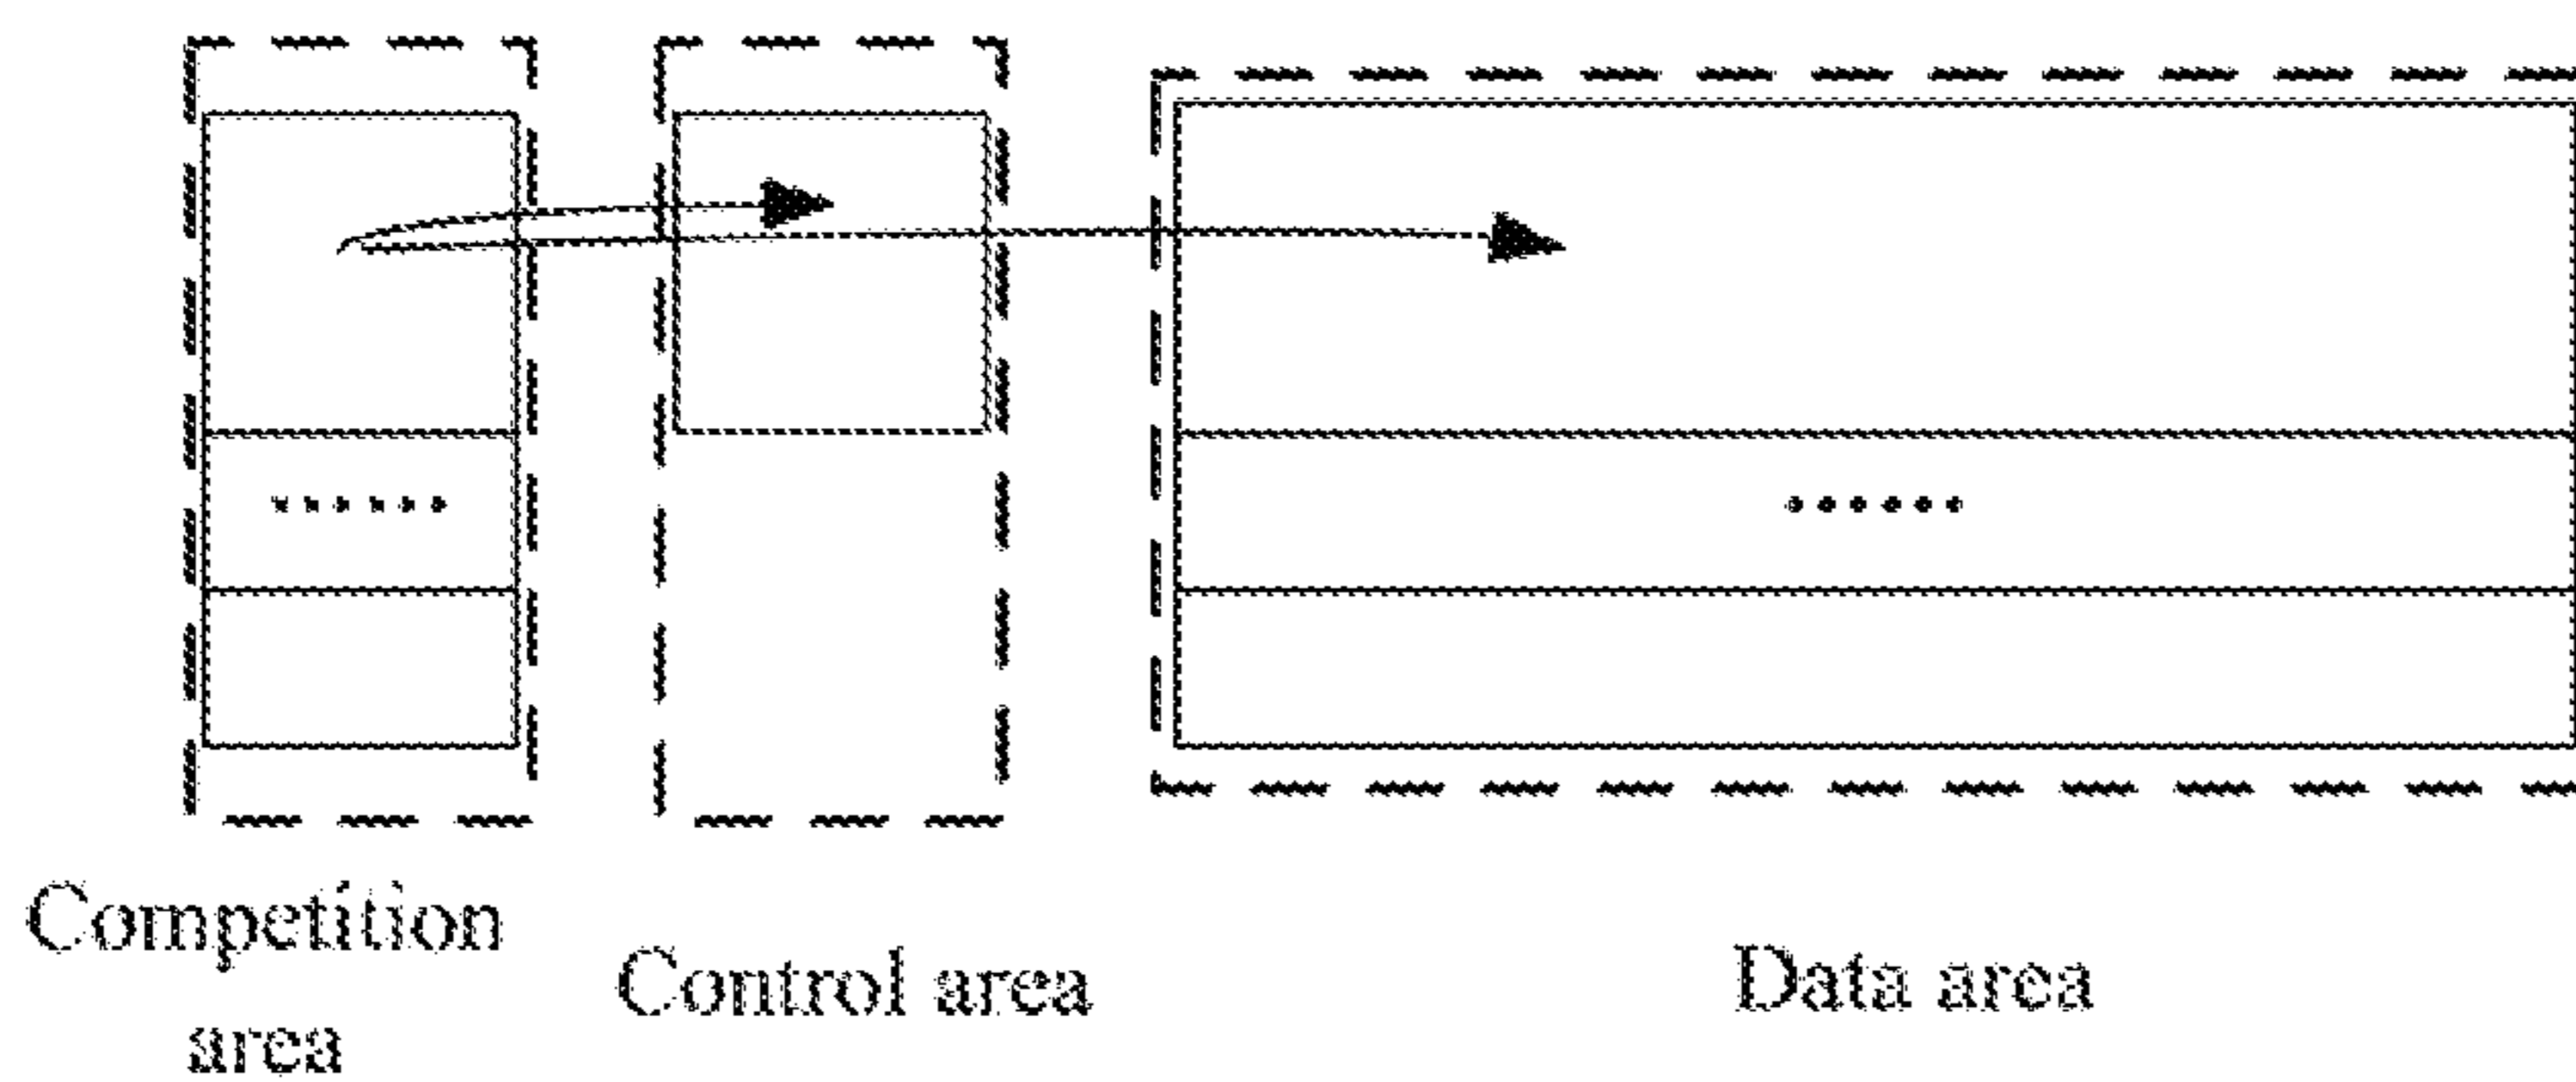 ......
......
Competition
area
Control area
Data area